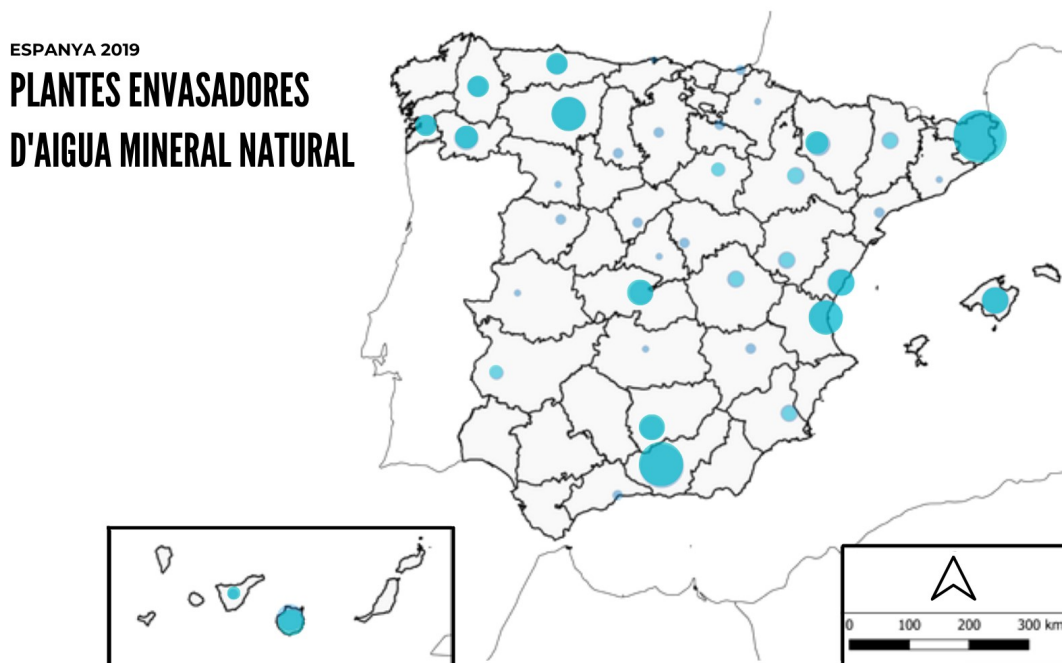 ESPANYA 2019
PLANTES ENVASADORES
D'AIGUA MINERAL NATURAL
0 100 200 300 km